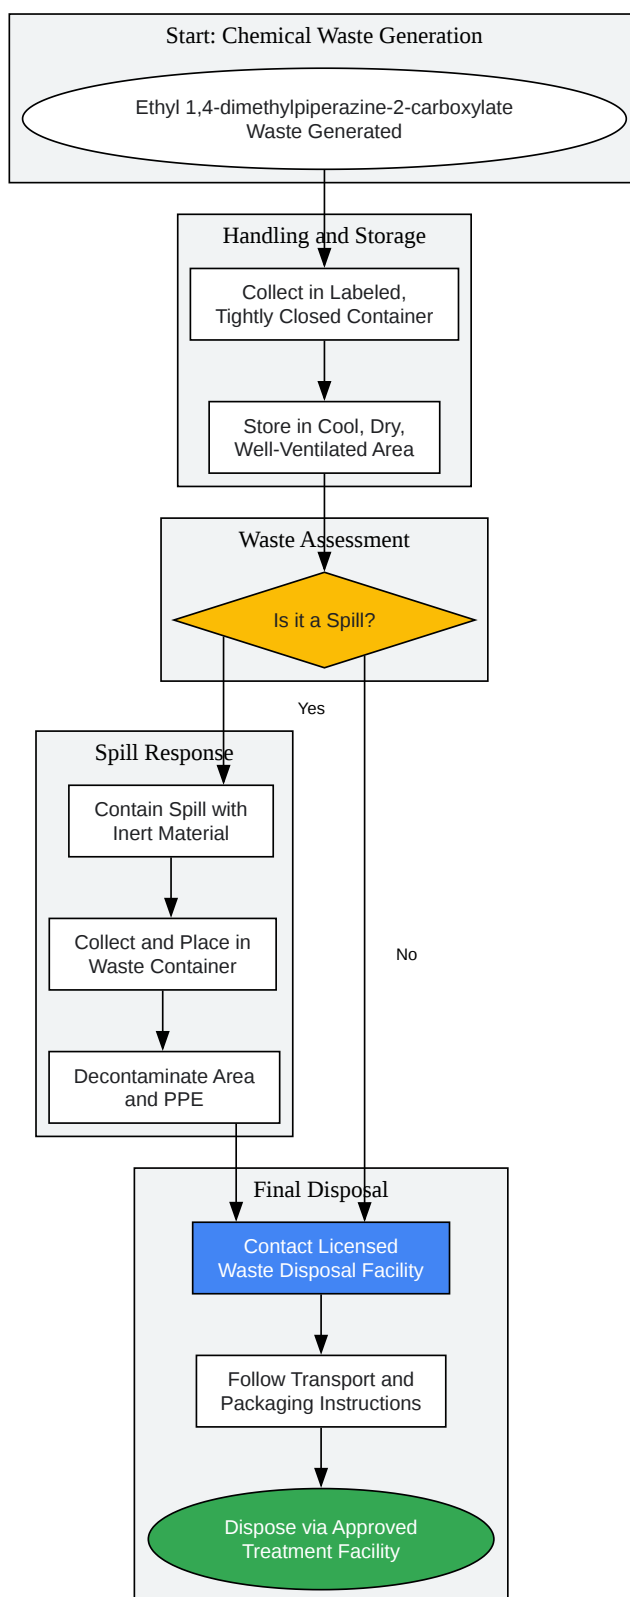 Start: Chemical Waste Generation
Ethyl 1,4-dimethylpiperazine-2-carboxylate
Waste Generated
Handling and Storage
Collect in Labeled,
Tightly Closed Container
Store in Cool, Dry,
Well-Ventilated Area
Waste Assessment
Is it a Spill?
Yes
Spill Response
Contain Spill with
Inert Material
Collect and Place in
Waste Container
No
Decontaminate Area
and PPE
Final Disposal
Contact Licensed
Waste Disposal Facility
Follow Transport and
Packaging Instructions
Dispose via Approved
Treatment Facility